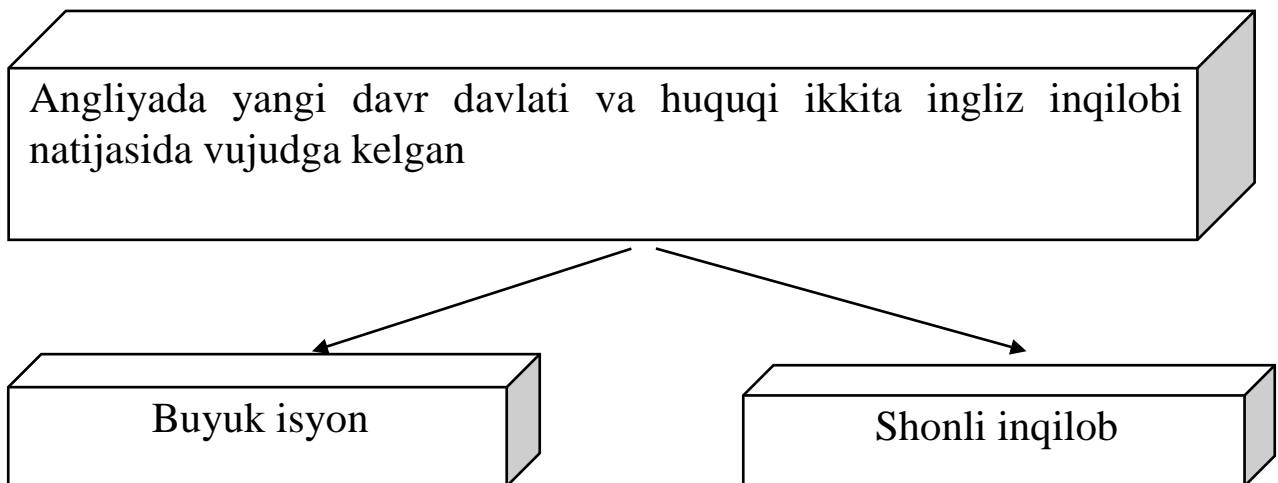 Angliyada yangi davr davlati va huquqi ikkita ingliz inqilobi
natijasida vujudga kelgan
Buyuk isyon
Shonli inqilob